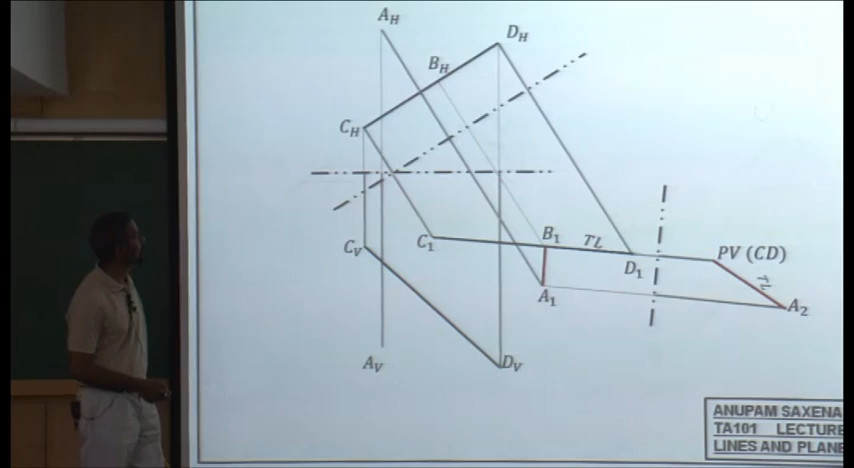 A_H
D_H
B_H
C_H
C_V
C_1
B_1
TL
D_1
PV (CD)
TL
A_1
A_2
A_V
D_V
ANUPAM SAXENA
TA101 LECTURE
LINES AND PLANE